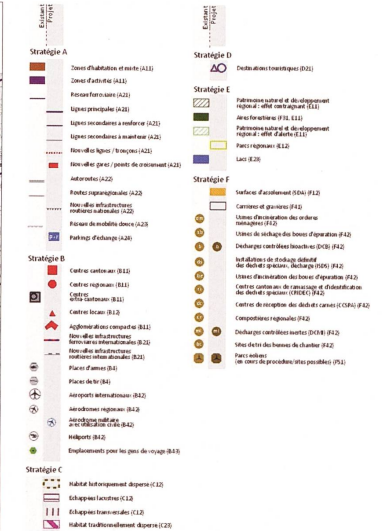 Existant
Projet
Stratégie A
Zones d'habitation et mixte (A11)
Zones d'activités (A11)
Réseau ferroviaire (A21)
Lignes principales (A21)
Lignes secondaires à renforcer (A21)
Lignes secondaires à maintenir (A21)
Nouvelles lignes / tronçons (A21)
Nouvelles gares / points de croisement (A21)
Autoroutes (A22)
Routes suprarégionales (A22)
Nouvelles infrastructures
routières nationales (A22)
Réseau de mobilité douce (A23)
Parkings d'échange (A20)
Stratégie B
Centres cantonaux (B11)
Centres régionaux (B11)
Centres
extra-cantonaux (B11)
Centres locaux (B12)
Agglomérations compactes (B11)
Nouvelles infrastructures
ferroviaires internationales (B21)
Nouvelles infrastructures
routières internationales (B21)
Places d'armes (B43)
Places de tir (B43)
Aéroports internationaux (B42)
Aérodromes régionaux (B42)
Aérodrome militaire
avec utilisation civile (B42)
Héliports (B42)
Emplacements pour les gens du voyage (B43)
Stratégie C
Habitat historiquement dispersé (C12)
Echappées lacustres (C12)
Echappées transversales (C12)
Habitat traditionnellement dispersé (C23)
Existant
Projet
Stratégie D
Destinations touristiques (D21)
Stratégie E
Patrimoine naturel et développement
régional : effet contraignant (E11)
Aires forestières (F31, E11)
Patrimoine naturel et développement
régional : effet d'alerte (E11)
Parcs régionaux (E12)
Lacs (E20)
Stratégie F
Surfaces d'assolement (SDA) (F12)
Carrières et gravières (F41)
Usines d'incinération des ordures
ménagères (F42)
Usines de séchage des boues d'épuration (F42)
Décharges contrôlées bioactives (DCB) (F42)
Installations de stockage définitif
des déchets spéciaux, décharge (ISDS) (F42)
Usines d'incinération des boues d'épuration (F42)
Centres cantonaux de ramassage et d'identification
des déchets spéciaux (CRIDEC) (F42)
Centres de réception des déchets carnés (CCSPA) (F42)
Compostières régionales (F42)
Décharges contrôlées inertes (DCMI) (F42)
Sites de tri des bennes de chantier (F42)
Parcs éoliens
(en cours de procédure/sites possibles) (F51)